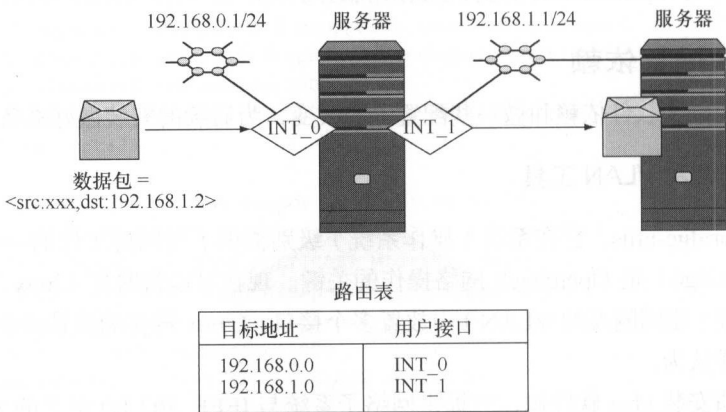 192.168.0.1/24
服务器
192.168.1.1/24
服务器
INT_0
INT_1
数据包 =
<src:xxx,dst:192.168.1.2>
路由表
目标地址 用户接口
192.168.0.0 INT_0
192.168.1.0 INT_1